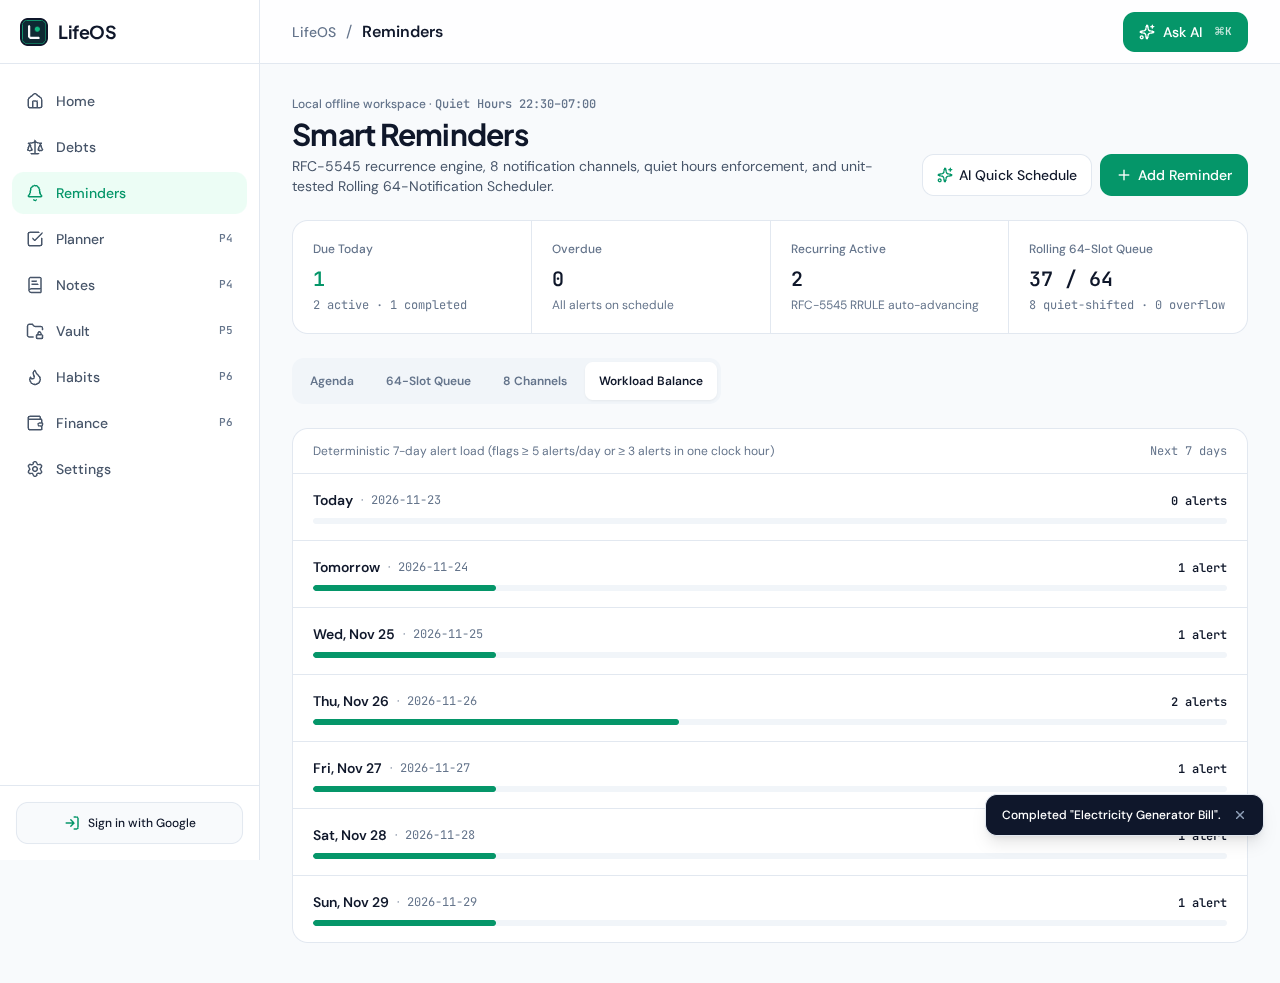 LifeOS
LifeOS / Reminders
Ask AI ⌘K
Home
Debts
Reminders
Planner P4
Notes P4
Vault P5
Habits P6
Finance P6
Settings
Sign in with Google
Local offline workspace · Quiet Hours 22:30–07:00
Smart Reminders
RFC-5545 recurrence engine, 8 notification channels, quiet hours enforcement, and unit-
tested Rolling 64-Notification Scheduler.
AI Quick Schedule
Add Reminder
Due Today
1
2 active · 1 completed
Overdue
0
All alerts on schedule
Recurring Active
2
RFC-5545 RRULE auto-advancing
Rolling 64-Slot Queue
37 / 64
8 quiet-shifted · 0 overflow
Agenda
64-Slot Queue
8 Channels
Workload Balance
Deterministic 7-day alert load (flags ≥ 5 alerts/day or ≥ 3 alerts in one clock hour) Next 7 days
Today · 2026-11-23 0 alerts
Tomorrow · 2026-11-24 1 alert
Wed, Nov 25 · 2026-11-25 1 alert
Thu, Nov 26 · 2026-11-26 2 alerts
Fri, Nov 27 · 2026-11-27 1 alert
Completed "Electricity Generator Bill".
Sat, Nov 28 · 2026-11-28 1 alert
Sun, Nov 29 · 2026-11-29 1 alert